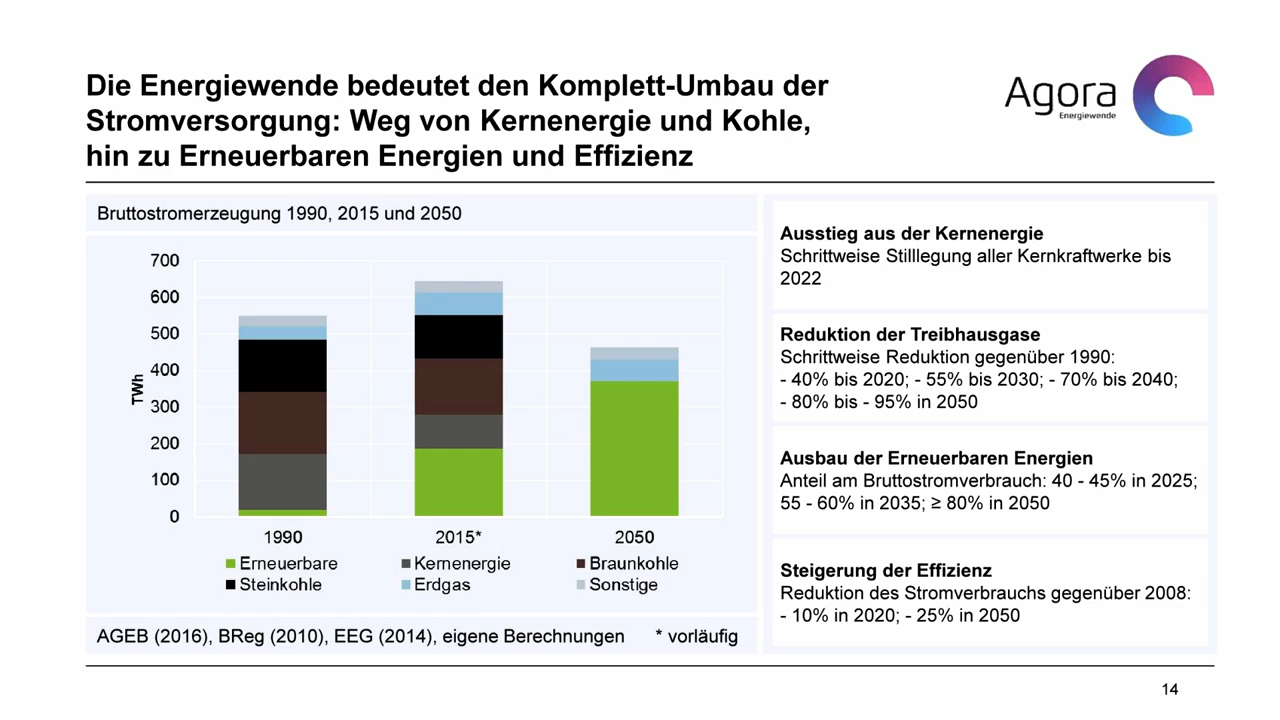 Die Energiewende bedeutet den Komplett-Umbau der
Stromversorgung: Weg von Kernenergie und Kohle,
hin zu Erneuerbaren Energien und Effizienz
Agora
Energiewende
Bruttostromerzeugung 1990, 2015 und 2050
700
600
500
400
300
200
100
0
TWh
1990
2015*
2050
Erneuerbare
Kernenergie
Braunkohle
Steinkohle
Erdgas
Sonstige
AGEB (2016), BReg (2010), EEG (2014), eigene Berechnungen
* vorläufig
Ausstieg aus der Kernenergie
Schrittweise Stilllegung aller Kernkraftwerke bis
2022
Reduktion der Treibhausgase
Schrittweise Reduktion gegenüber 1990:
- 40% bis 2020; - 55% bis 2030; - 70% bis 2040;
- 80% bis - 95% in 2050
Ausbau der Erneuerbaren Energien
Anteil am Bruttostromverbrauch: 40 - 45% in 2025;
55 - 60% in 2035; ≥ 80% in 2050
Steigerung der Effizienz
Reduktion des Stromverbrauchs gegenüber 2008:
- 10% in 2020; - 25% in 2050
14